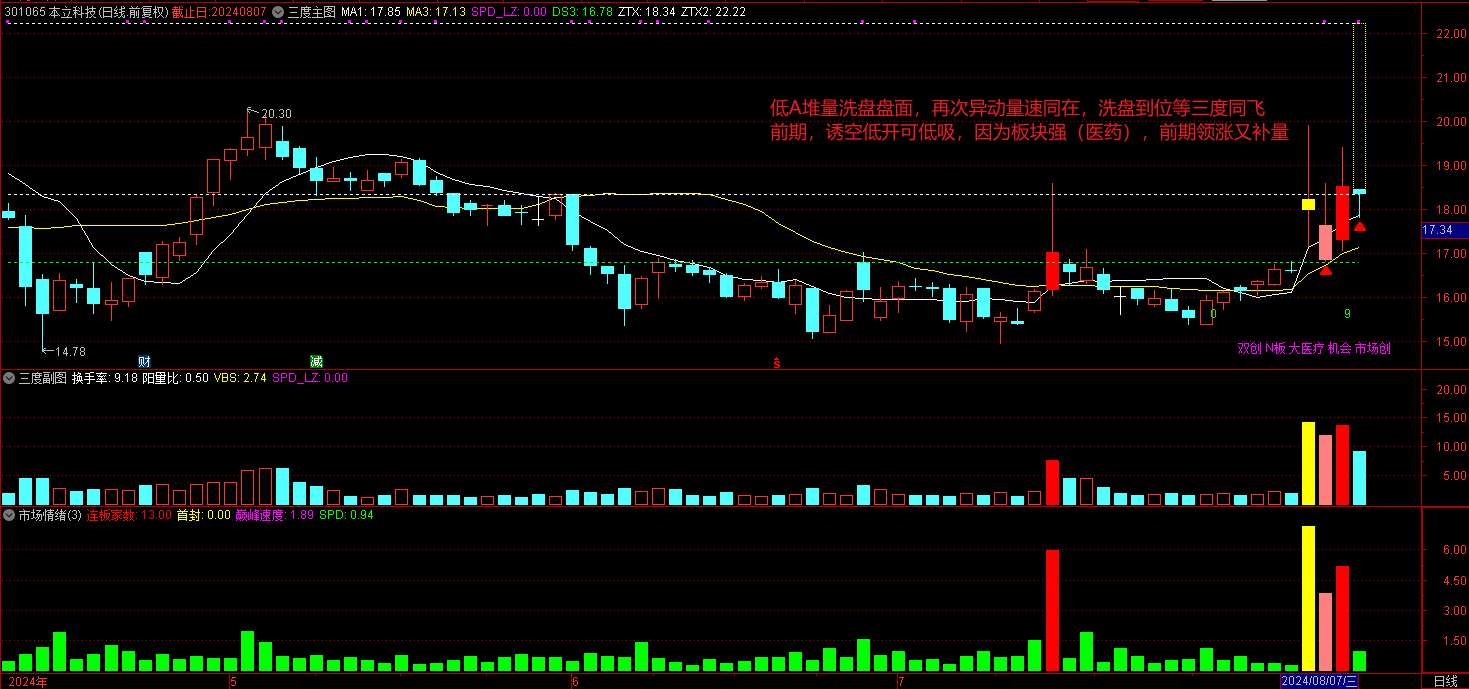 301065 本立科技(日线.前复权) 截止日:20240807 三度主图 MA1: 17.85 MA3: 17.13 SPD_LZ: 0.00 DS3: 16.78 ZTX: 18.34 ZTX2: 22.22
22.00
21.00
20.30
低A堆量洗盘盘面，再次异动量速同在，洗盘到位等三度同飞
20.00
前期，诱空低开可低吸，因为板块强（医药），前期领涨又补量
19.00
18.00
17.34
17.00
16.00
0
9
15.00
14.78
双创 N板 大医疗 机会 市场创
财
减
ŝ
三度副图 换手率: 9.18 阳量比: 0.50 VBS: 2.74 SPD_LZ: 0.00
20.00
15.00
10.00
5.00
市场情绪(3) 连板家数: 13.00 首封: 0.00 巅峰速度: 1.89 SPD: 0.94
6.00
4.50
3.00
1.50
2024年
5
6
7
2024/08/07/三
日线